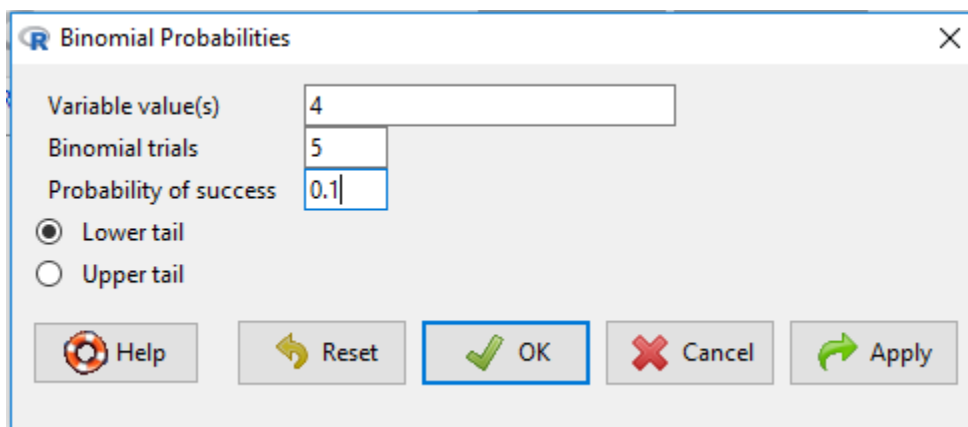 Binomial Probabilities
Variable value(s) 4
Binomial trials 5
Probability of success 0.1
Lower tail
Upper tail
Help Reset OK Cancel Apply